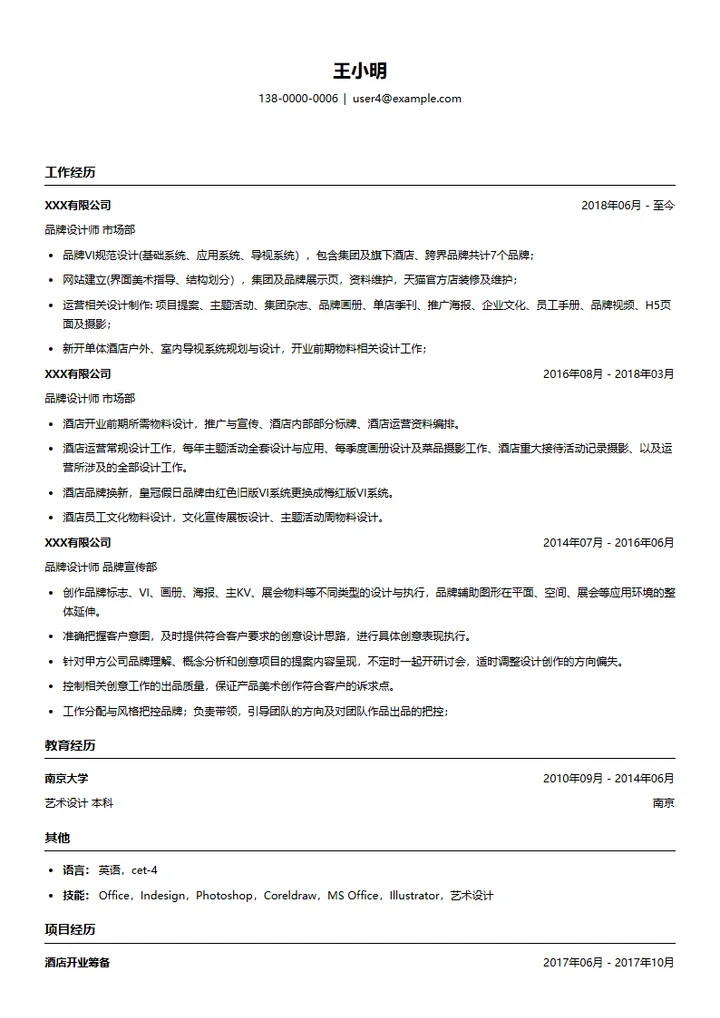 王小明
138-0000-0006 | user4@example.com
工作经历
XXX有限公司 2018年06月 - 至今
品牌设计师 市场部
• 品牌VI规范设计(基础系统、应用系统、导视系统），包含集团及旗下酒店、跨界品牌共计7个品牌；
• 网站建立(界面美术指导、结构划分），集团及品牌展示页，资料维护，天猫官方店装修及维护；
• 运营相关设计制作: 项目提案、主题活动、集团杂志、品牌画册、单店季刊、推广海报、企业文化、员工手册、品牌视频、H5页
面及摄影；
• 新开单体酒店户外、室内导视系统规划与设计，开业前期物料相关设计工作；
XXX有限公司 2016年08月 - 2018年03月
品牌设计师 市场部
• 酒店开业前期所需物料设计，推广与宣传、酒店内部部分标牌、酒店运营资料编排。
• 酒店运营常规设计工作，每年主题活动全套设计与应用、每季度画册设计及菜品摄影工作、酒店重大接待活动记录摄影、以及运
营所涉及的全部设计工作。
• 酒店品牌换新，皇冠假日品牌由红色旧版VI系统更换成梅红版VI系统。
• 酒店员工文化物料设计，文化宣传展板设计、主题活动周物料设计。
XXX有限公司 2014年07月 - 2016年06月
品牌设计师 品牌宣传部
• 创作品牌标志、VI、画册、海报、主KV、展会物料等不同类型的设计与执行，品牌辅助图形在平面、空间、展会等应用环境的整
体延伸。
• 准确把握客户意图，及时提供符合客户要求的创意设计思路，进行具体创意表现执行。
• 针对甲方公司品牌理解、概念分析和创意项目的提案内容呈现，不定时一起开研讨会，适时调整设计创作的方向偏失。
• 控制相关创意工作的出品质量，保证产品美术创作符合客户的诉求点。
• 工作分配与风格把控品牌；负责带领，引导团队的方向及对团队作品出品的把控；
教育经历
南京大学 2010年09月 - 2014年06月
艺术设计 本科 南京
其他
• 语言： 英语，cet-4
• 技能： Office，Indesign，Photoshop，Coreldraw，MS Office，Illustrator，艺术设计
项目经历
酒店开业筹备 2017年06月 - 2017年10月